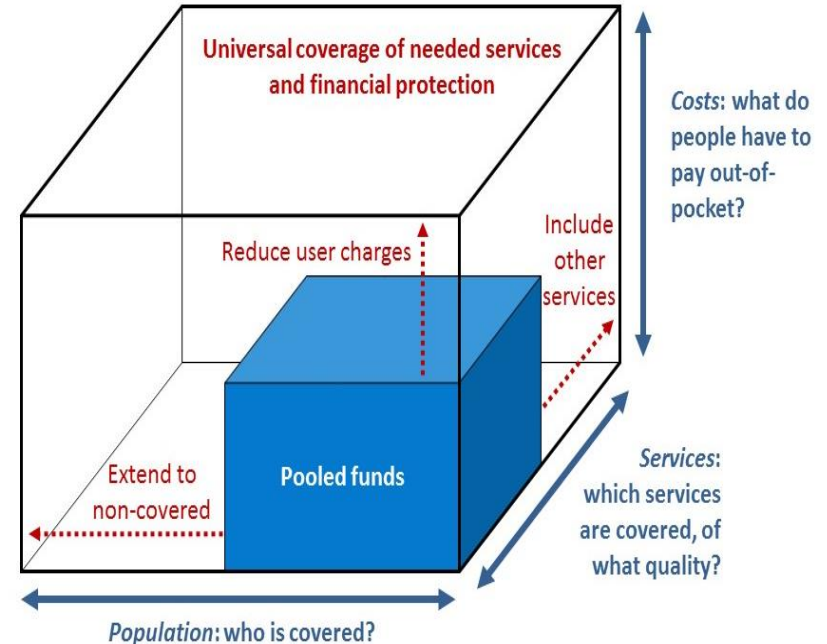 Universal coverage of needed services
and financial protection
Costs: what do
people have to
pay out-of-
pocket?
Reduce user charges
Include
other
services
Extend to
non-covered
Pooled funds
Services:
which services
are covered, of
what quality?
Population: who is covered?